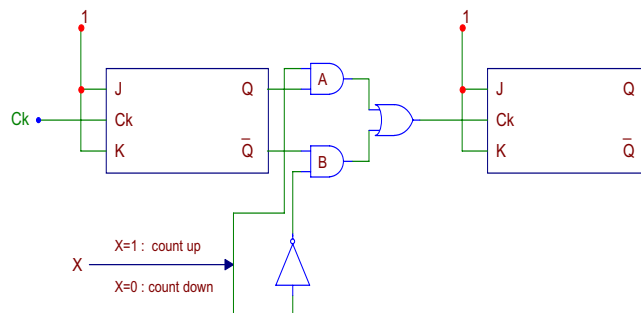 1
1
J Q
A
J Q
Ck
Ck
Ck
K Q̅
B
K Q̅
X=1 : count up
X
X=0 : count down